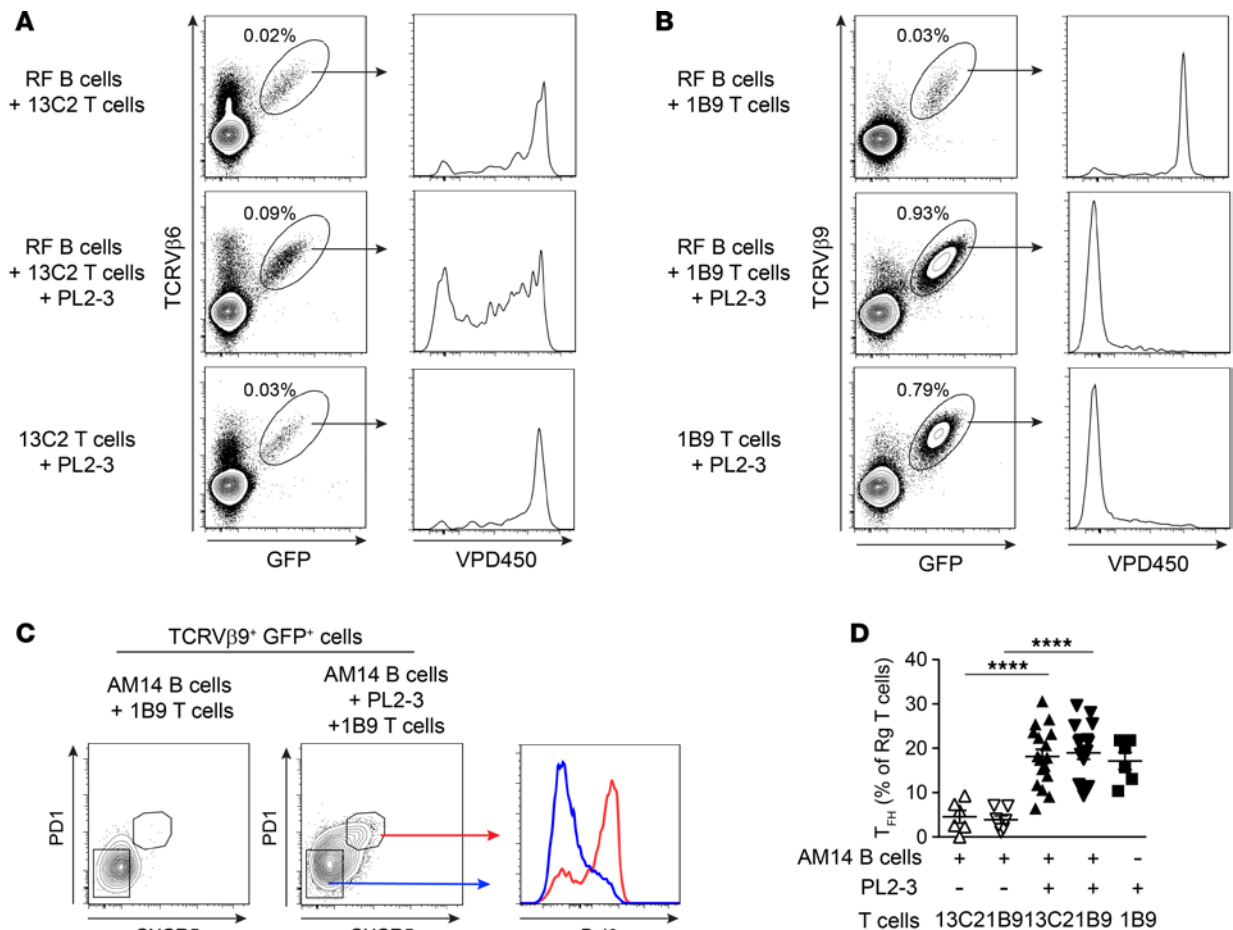 A
RF B cells
+ 13C2 T cells
0.02%
RF B cells
+ 13C2 T cells
+ PL2-3
0.09%
13C2 T cells
+ PL2-3
0.03%
TCRVβ6
GFP
VPD450
B
RF B cells
+ 1B9 T cells
0.03%
RF B cells
+ 1B9 T cells
+ PL2-3
0.93%
1B9 T cells
+ PL2-3
0.79%
TCRVβ9
GFP
VPD450
C
TCRVβ9⁺ GFP⁺ cells
AM14 B cells
+ 1B9 T cells
AM14 B cells
+ PL2-3
+1B9 T cells
PD1
PD1
D
****
****
T_FH (% of Rg T cells)
40
30
20
10
0
AM14 B cells + + + + -
PL2-3 - - + + +
T cells 13C2 1B9 13C2 1B9 1B9